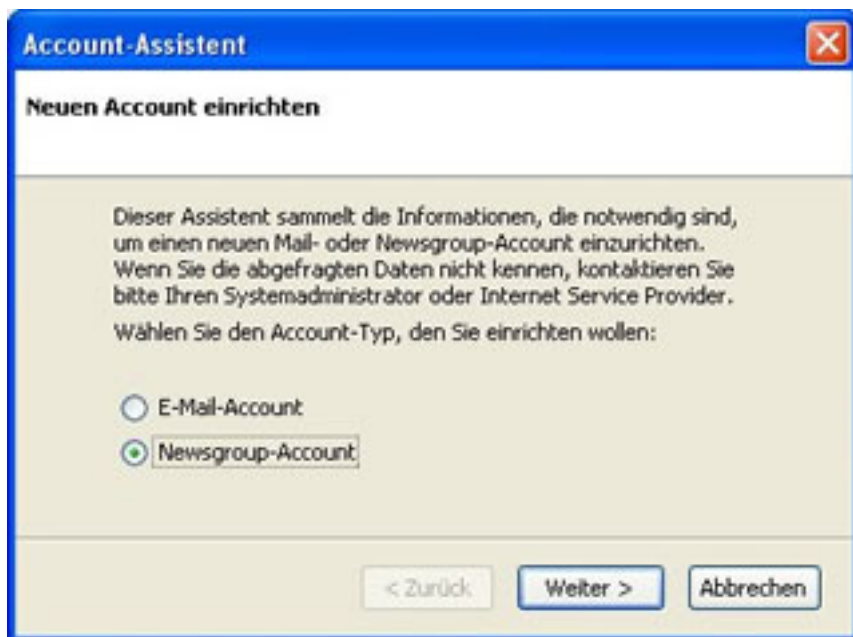 Account-Assistent
Neuen Account einrichten
Dieser Assistent sammelt die Informationen, die notwendig sind,
um einen neuen Mail- oder Newsgroup-Account einzurichten.
Wenn Sie die abgefragten Daten nicht kennen, kontaktieren Sie
bitte Ihren Systemadministrator oder Internet Service Provider.
Wählen Sie den Account-Typ, den Sie einrichten wollen:
E-Mail-Account
Newsgroup-Account
< Zurück Weiter > Abbrechen